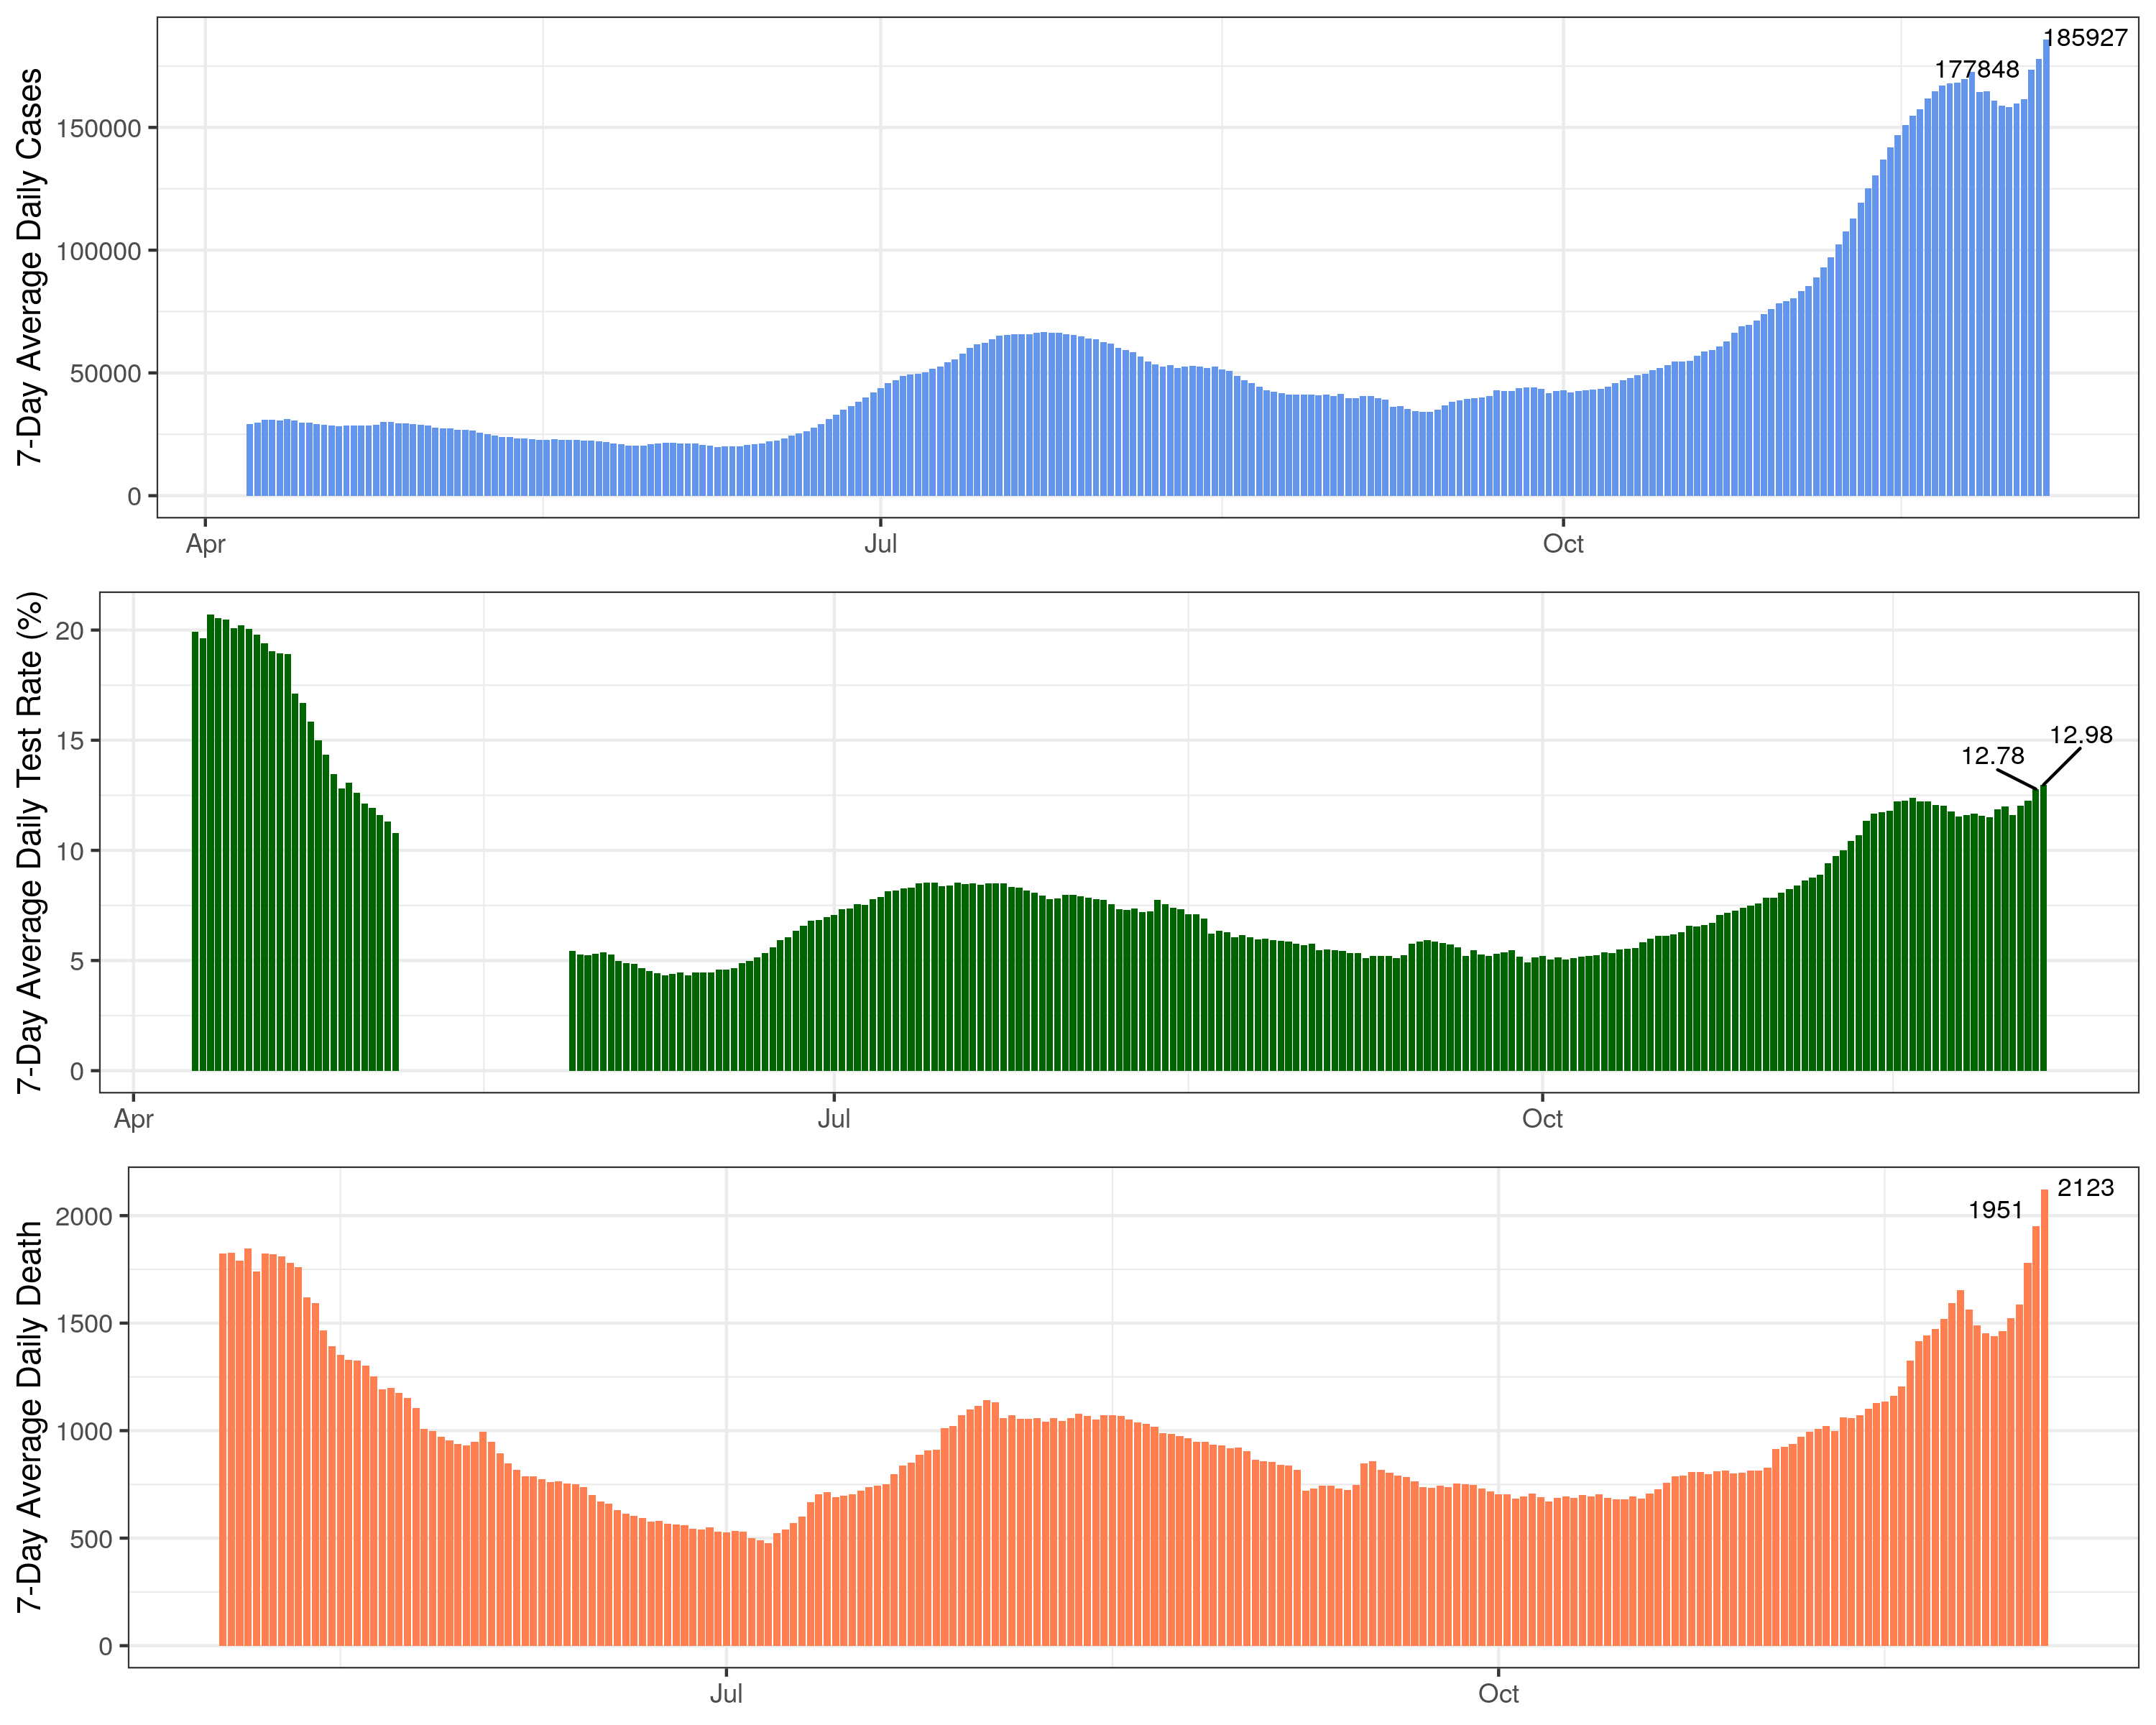 7-Day Average Daily Cases
150000
100000
50000
0
185927
177848
Apr
Jul
Oct
7-Day Average Daily Test Rate (%)
20
15
10
5
0
12.98
12.78
Apr
Jul
Oct
7-Day Average Daily Death
2000
1500
1000
500
0
2123
1951
Jul
Oct